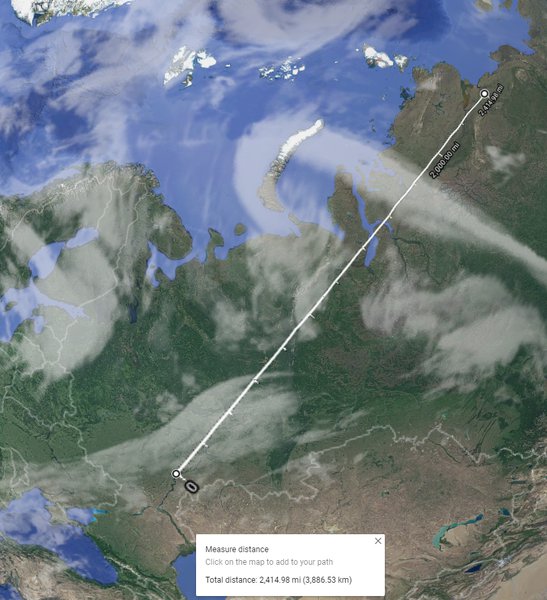 2,414.98 mi
2,000.00 mi
0
Measure distance
Click on the map to add to your path
Total distance: 2,414.98 mi (3,886.53 km)